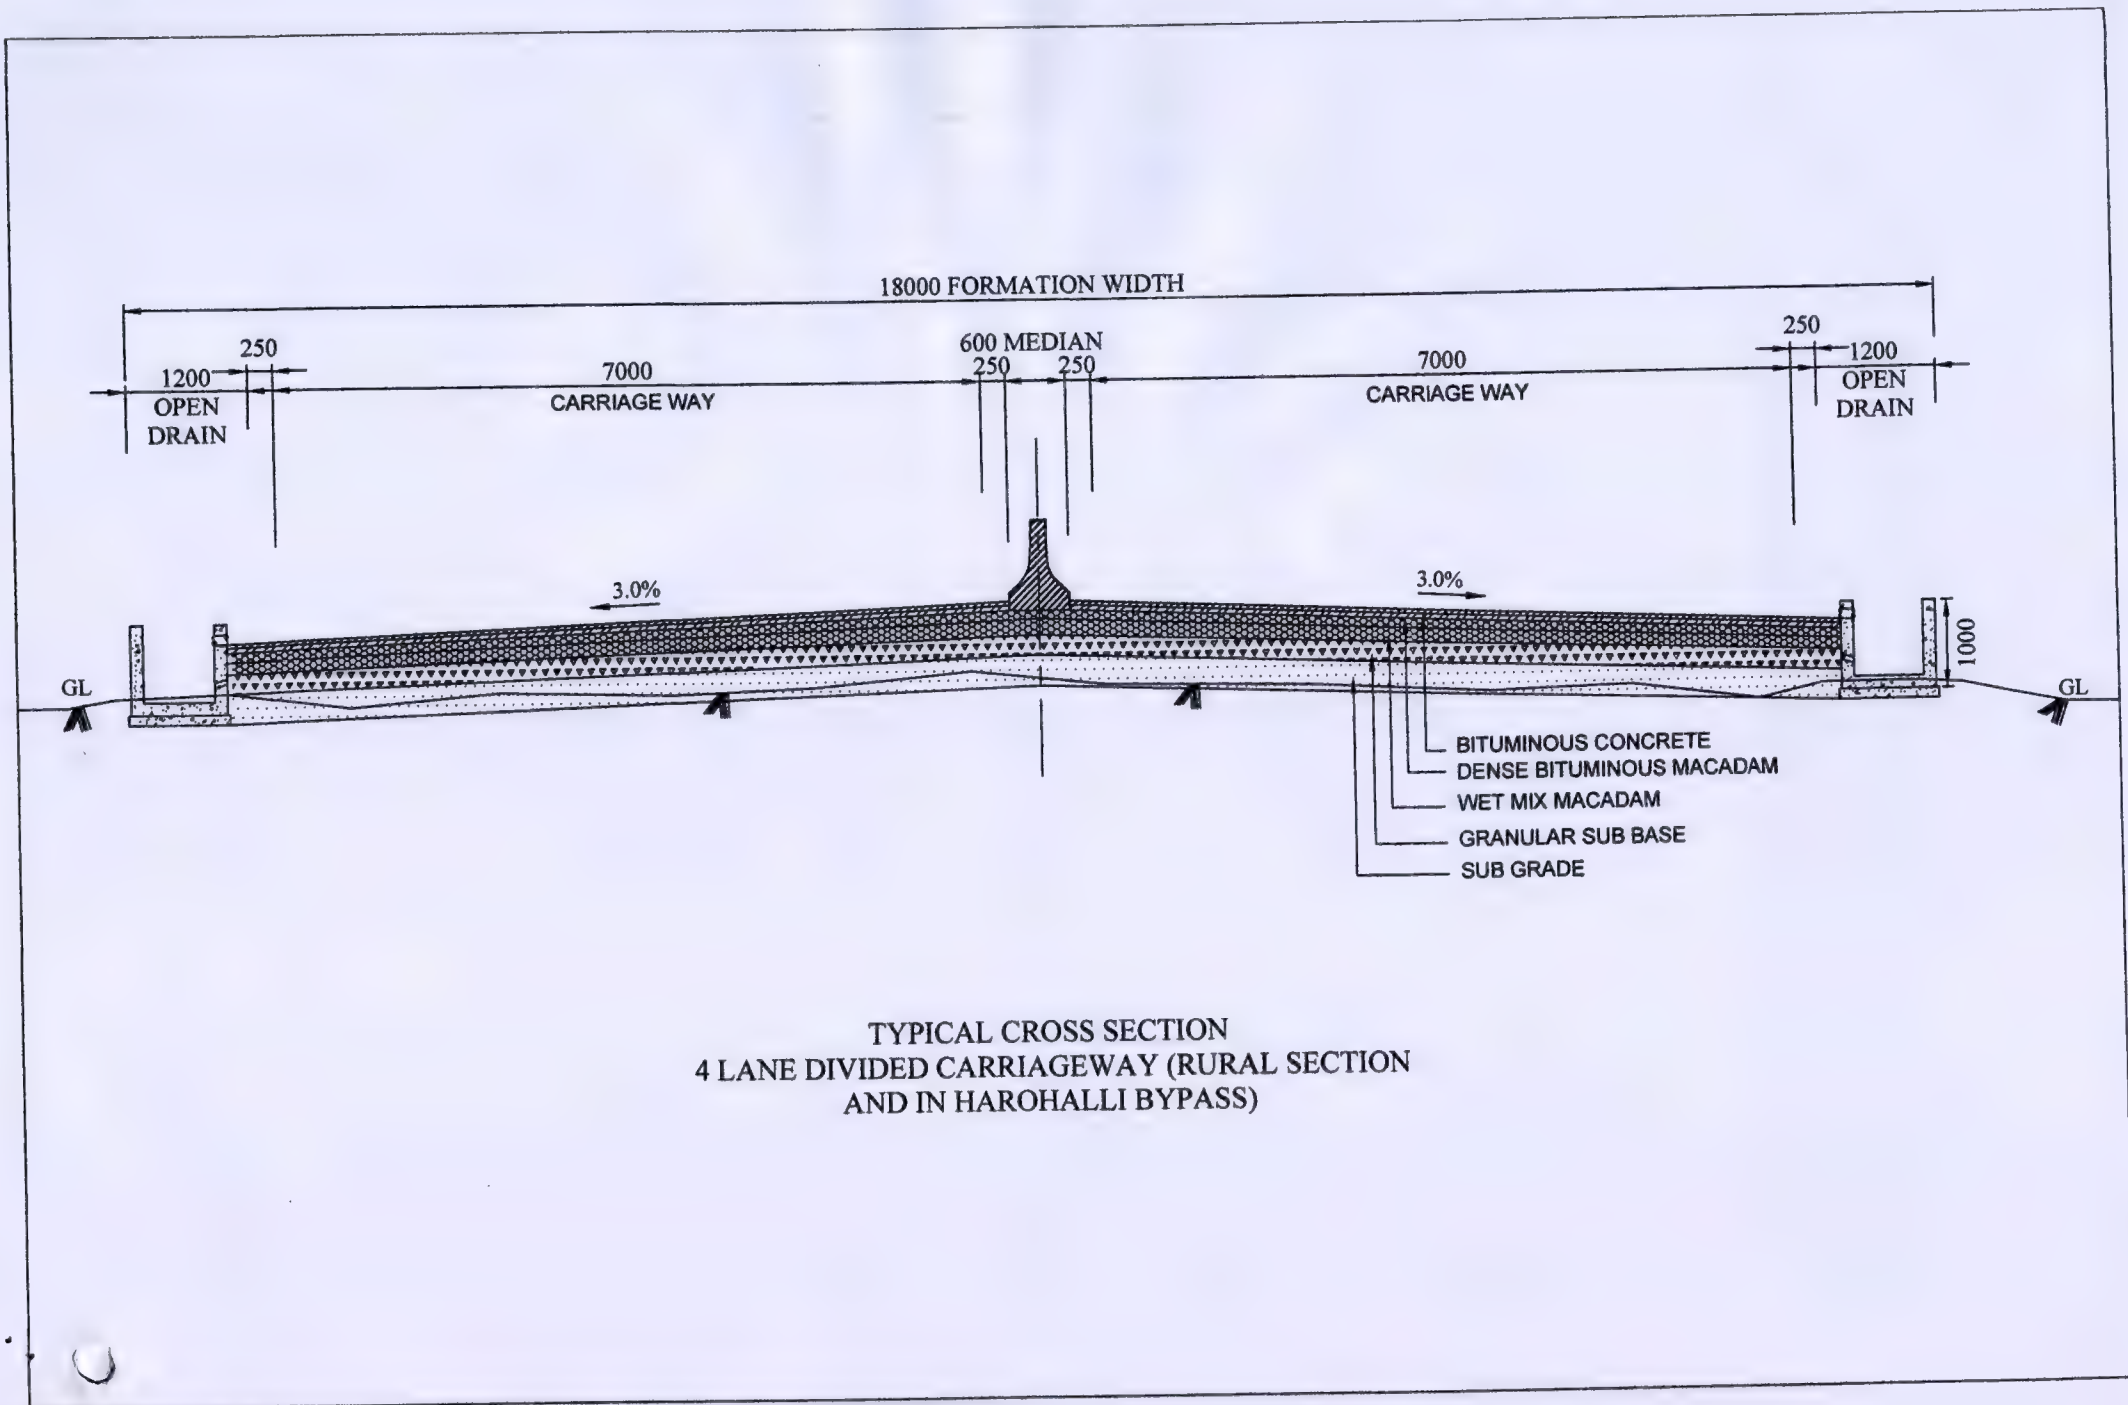 18000 FORMATION WIDTH
600 MEDIAN
250
1200
OPEN
DRAIN
7000
CARRIAGE WAY
250
250
7000
CARRIAGE WAY
250
1200
OPEN
DRAIN
3.0%
3.0%
1000
GL
GL
BITUMINOUS CONCRETE
DENSE BITUMINOUS MACADAM
WET MIX MACADAM
GRANULAR SUB BASE
SUB GRADE
TYPICAL CROSS SECTION
4 LANE DIVIDED CARRIAGEWAY (RURAL SECTION
AND IN HAROHALLI BYPASS)